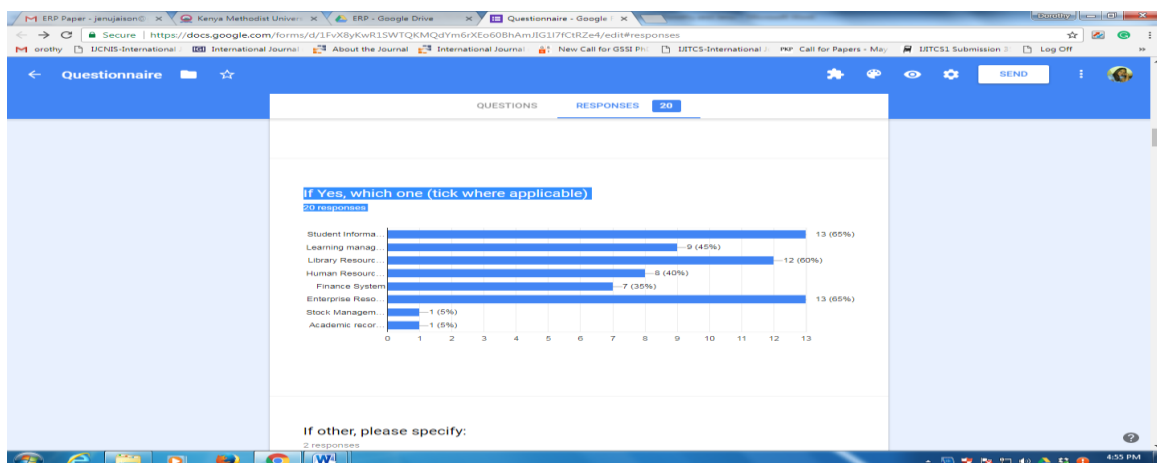 ERP Paper - jenujaison© Kenya Methodist Univer ERP - Google Drive Questionnaire - Google F Dorothy
Secure https://docs.google.com/forms/d/1FvX8yKwR1SWTQKMQdYm6rXEo60BhAmJIG1I7fCtRZe4/edit#responses
orothy IJCNIS-International J International Journal About the Journal International Journal New Call for GSSI Ph IJITCS-International J PKP Call for Papers - May IJITCS1 Submission 2 Log Off
Questionnaire SEND
QUESTIONS RESPONSES 20
If Yes, which one (tick where applicable)
20 responses
Student Informa... 13 (65%)
Learning manag... 9 (45%)
Library Resourc... 12 (60%)
Human Resourc... 8 (40%)
Finance System 7 (35%)
Enterprise Reso... 13 (65%)
Stock Managem... 1 (5%)
Academic recor... 1 (5%)
0 1 2 3 4 5 6 7 8 9 10 11 12 13
If other, please specify:
2 responses
4:55 PM